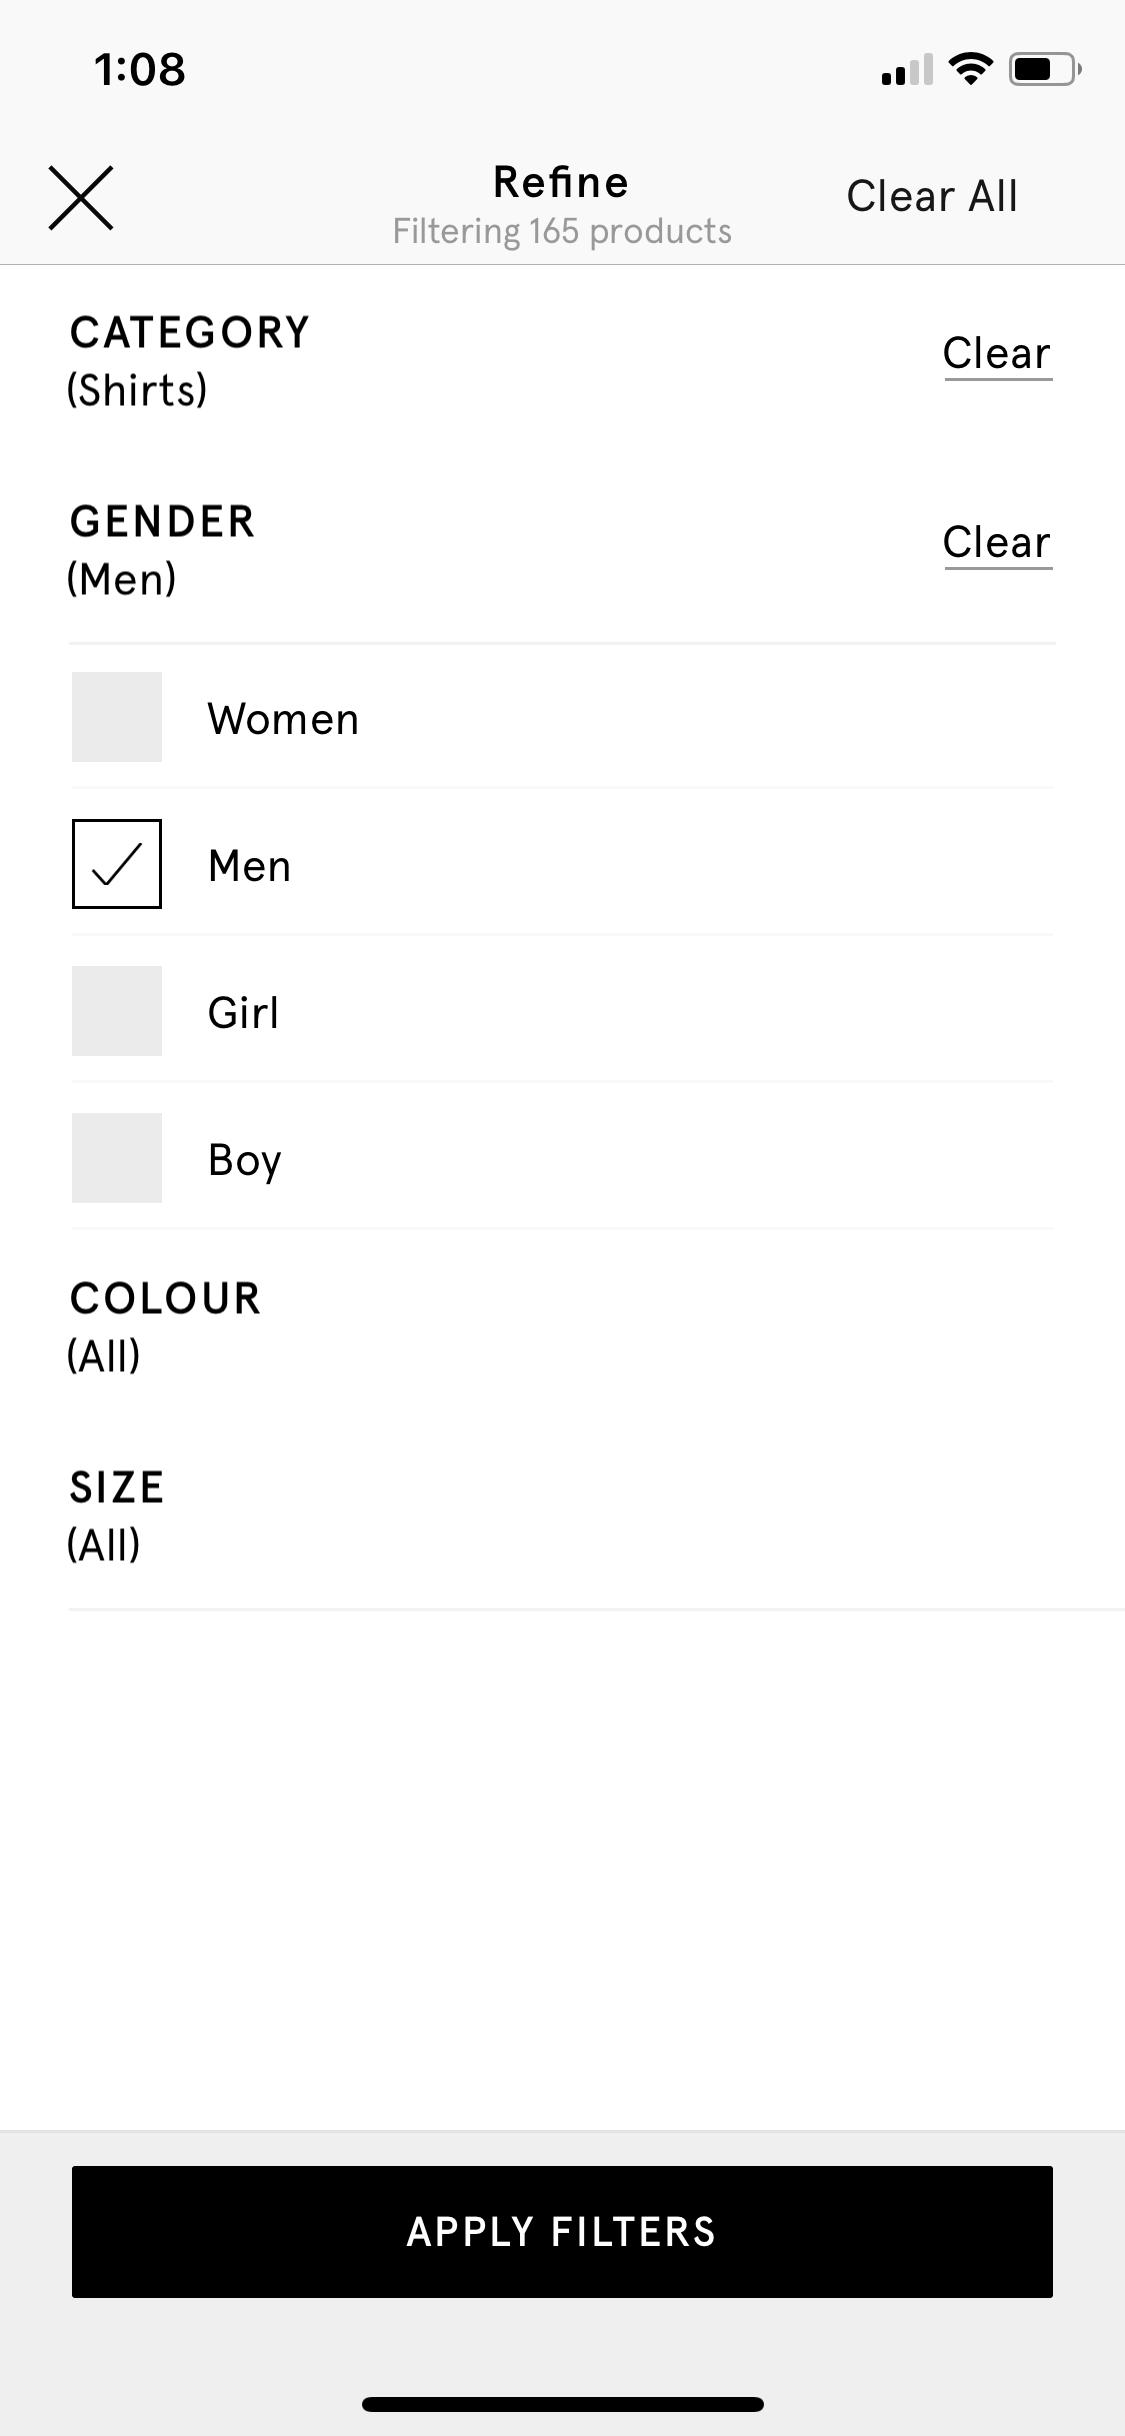 1:08
Refine
Filtering 165 products
Clear All
CATEGORY
(Shirts)
Clear
GENDER
(Men)
Clear
Women
Men
Girl
Boy
COLOUR
(All)
SIZE
(All)
APPLY FILTERS